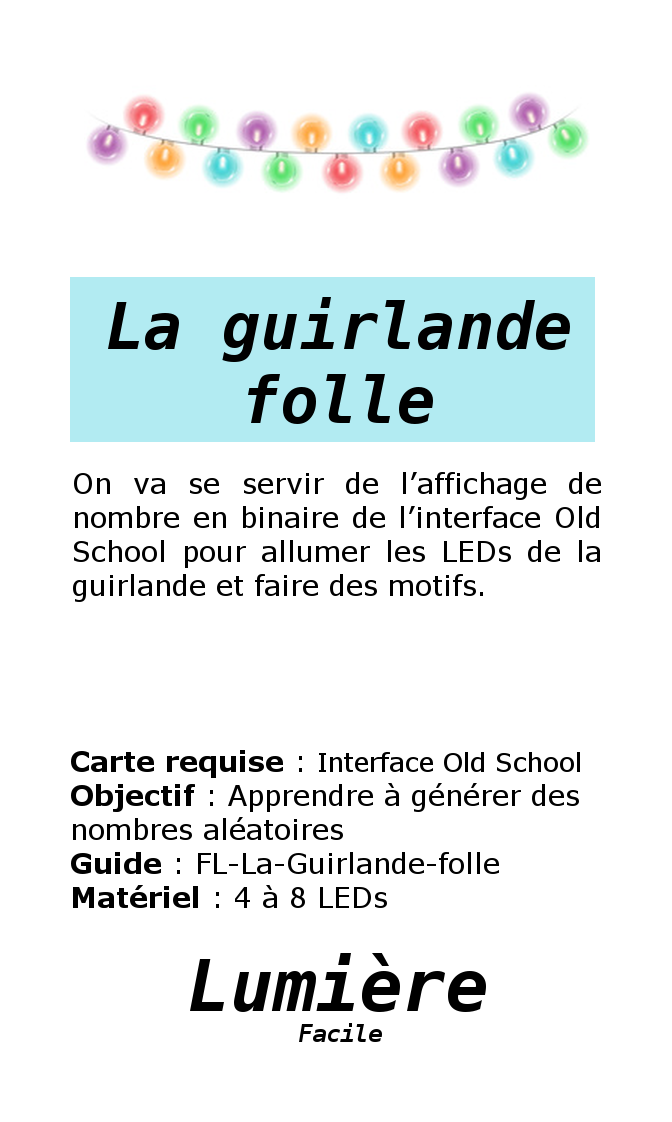 La guirlande
folle
On va se servir de l’affichage de
nombre en binaire de l’interface Old
School pour allumer les LEDs de la
guirlande et faire des motifs.
Carte requise : Interface Old School
Objectif : Apprendre à générer des
nombres aléatoires
Guide : FL-La-Guirlande-folle
Matériel : 4 à 8 LEDs
Lumière
Facile